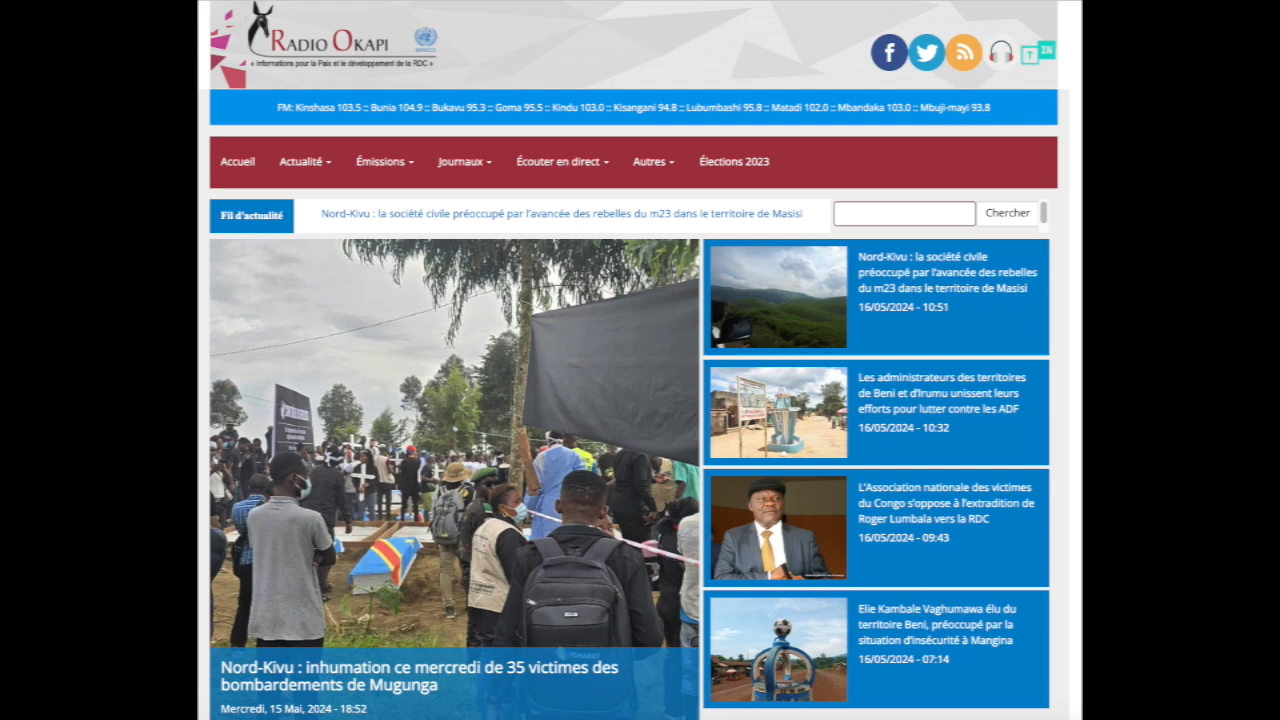 RADIO OKAPI
« Informations pour la Paix et le développement de la RDC »
f
T IN
FM: Kinshasa 103.5 :: Bunia 104.9 :: Bukavu 95.3 :: Goma 95.5 :: Kindu 103.0 :: Kisangani 94.8 :: Lubumbashi 95.8 :: Matadi 102.0 :: Mbandaka 103.0 :: Mbuji-mayi 93.8
Accueil Actualité Émissions Journaux Écouter en direct Autres Élections 2023
Fil d'actualité Nord-Kivu : la société civile préoccupé par l'avancée des rebelles du m23 dans le territoire de Masisi Chercher
Nord-Kivu : la société civile
préoccupé par l'avancée des rebelles
du m23 dans le territoire de Masisi
16/05/2024 - 10:51
Les administrateurs des territoires
de Beni et d'Irumu unissent leurs
efforts pour lutter contre les ADF
16/05/2024 - 10:32
L'Association nationale des victimes
du Congo s'oppose à l'extradition de
Roger Lumbala vers la RDC
16/05/2024 - 09:43
Elie Kambale Vaghumawa élu du
territoire Beni, préoccupé par la
situation d'insécurité à Mangina
16/05/2024 - 07:14
Nord-Kivu : inhumation ce mercredi de 35 victimes des
bombardements de Mugunga
Mercredi, 15 Mai, 2024 - 18:52